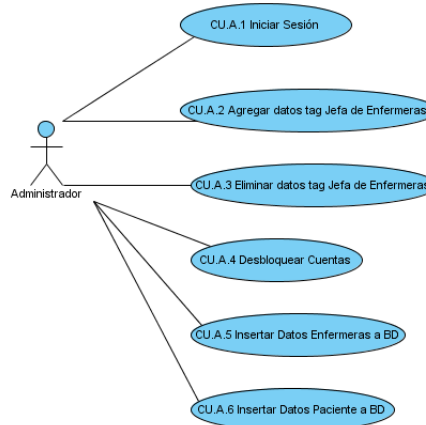 CU.A.1 Iniciar Sesión
CU.A.2 Agregar datos tag Jefa de Enfermeras
CU.A.3 Eliminar datos tag Jefa de Enfermeras
Administrador
CU.A.4 Desbloquear Cuentas
CU.A.5 Insertar Datos Enfermeras a BD
CU.A.6 Insertar Datos Paciente a BD